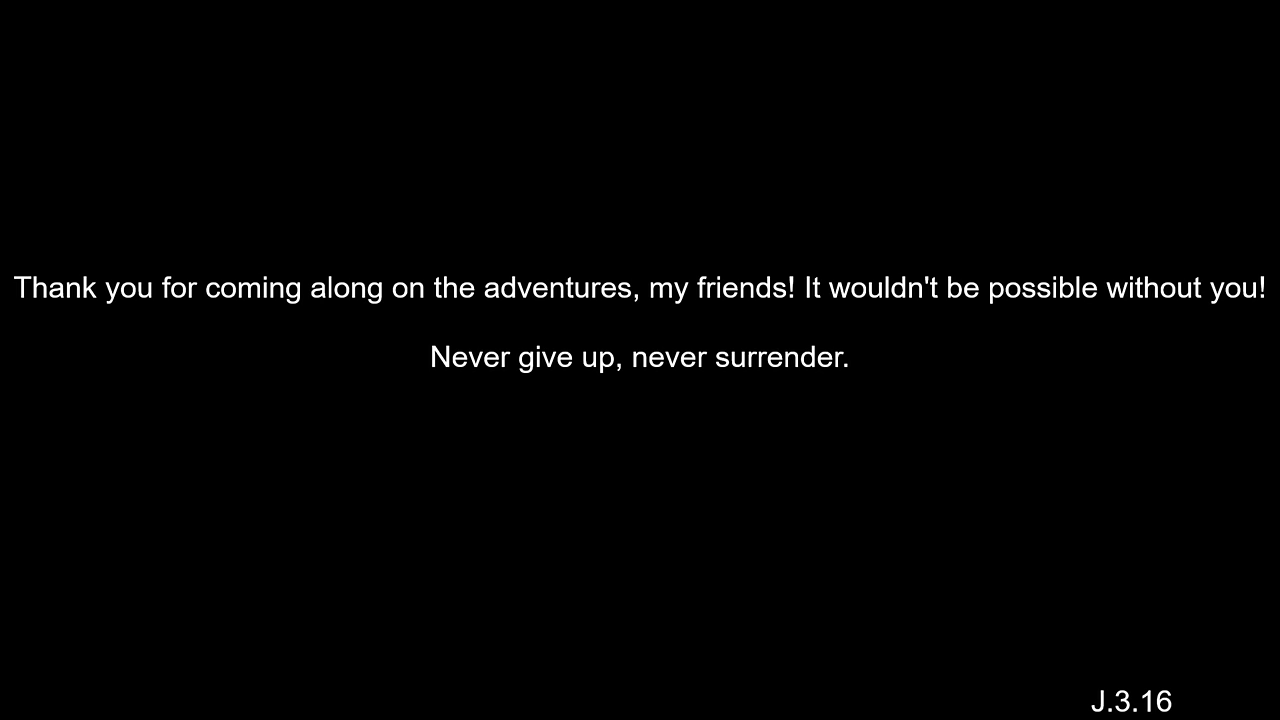 Thank you for coming along on the adventures, my friends! It wouldn't be possible without you!
Never give up, never surrender.
J.3.16